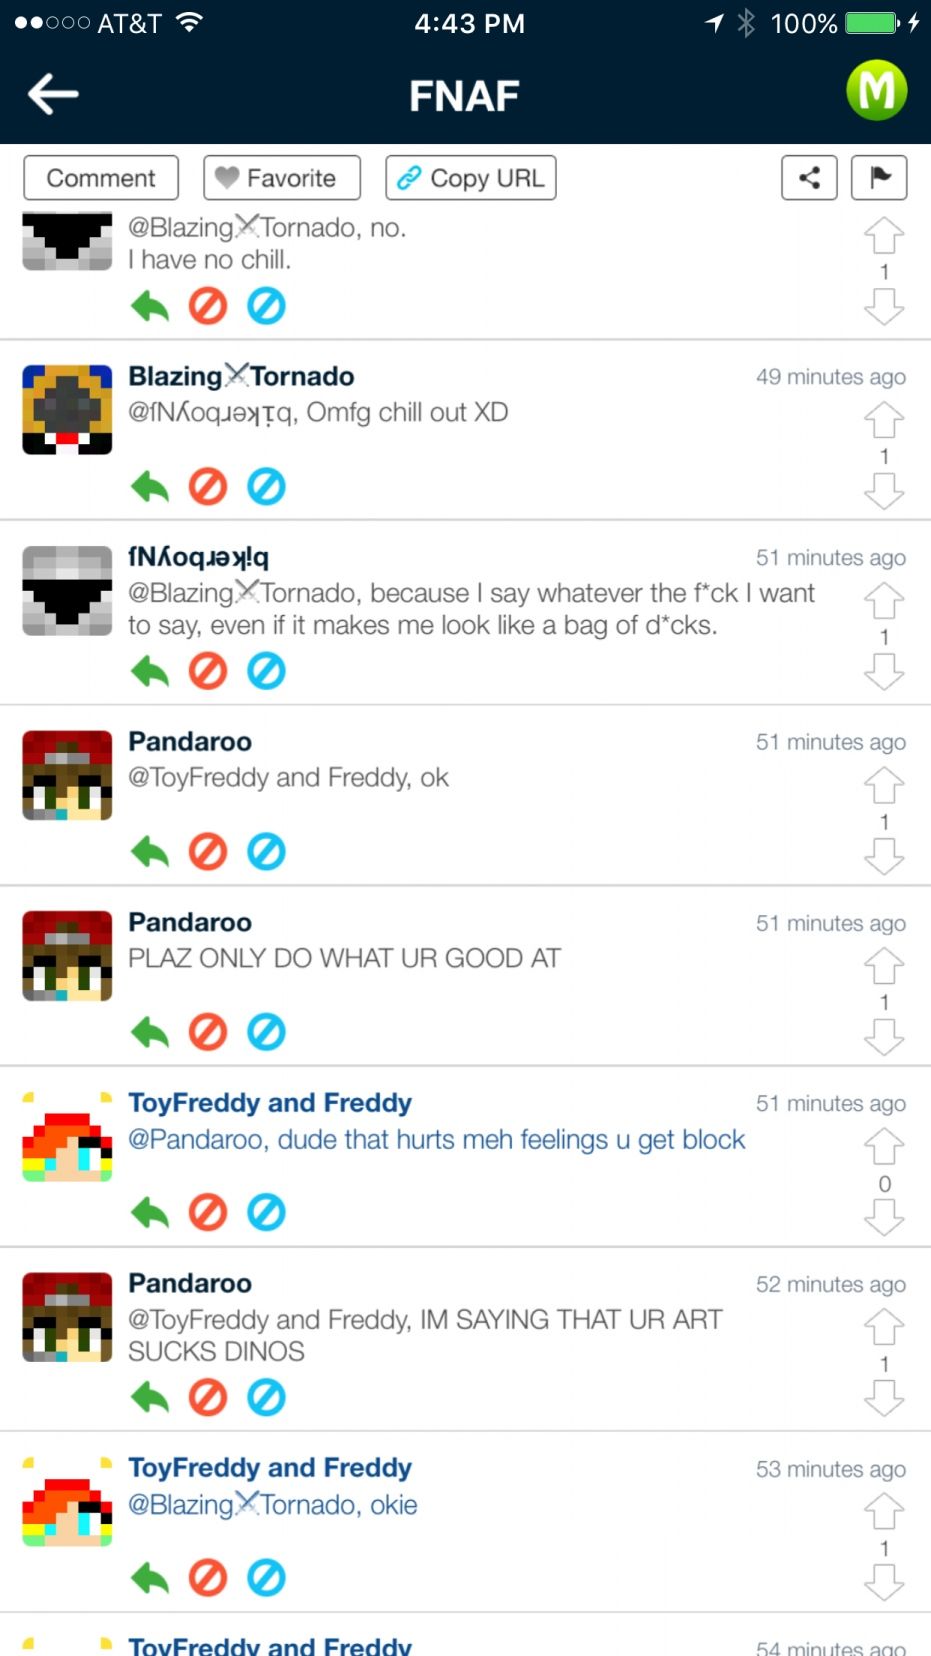 AT&T 4:43 PM 100%
FNAF M
Comment Favorite Copy URL
@Blazing⚔Tornado, no.
I have no chill.
1
Blazing⚔Tornado 49 minutes ago
@, Omfg chill out XD
1
51 minutes ago
@Blazing⚔Tornado, because I say whatever the f*ck I want
to say, even if it makes me look like a bag of d*cks.
1
Pandaroo 51 minutes ago
@ToyFreddy and Freddy, ok
1
Pandaroo 51 minutes ago
PLAZ ONLY DO WHAT UR GOOD AT
1
ToyFreddy and Freddy 51 minutes ago
@Pandaroo, dude that hurts meh feelings u get block
0
Pandaroo 52 minutes ago
@ToyFreddy and Freddy, IM SAYING THAT UR ART
SUCKS DINOS
1
ToyFreddy and Freddy 53 minutes ago
@Blazing⚔Tornado, okie
1
ToyFreddy and Freddy 54 minutes ago